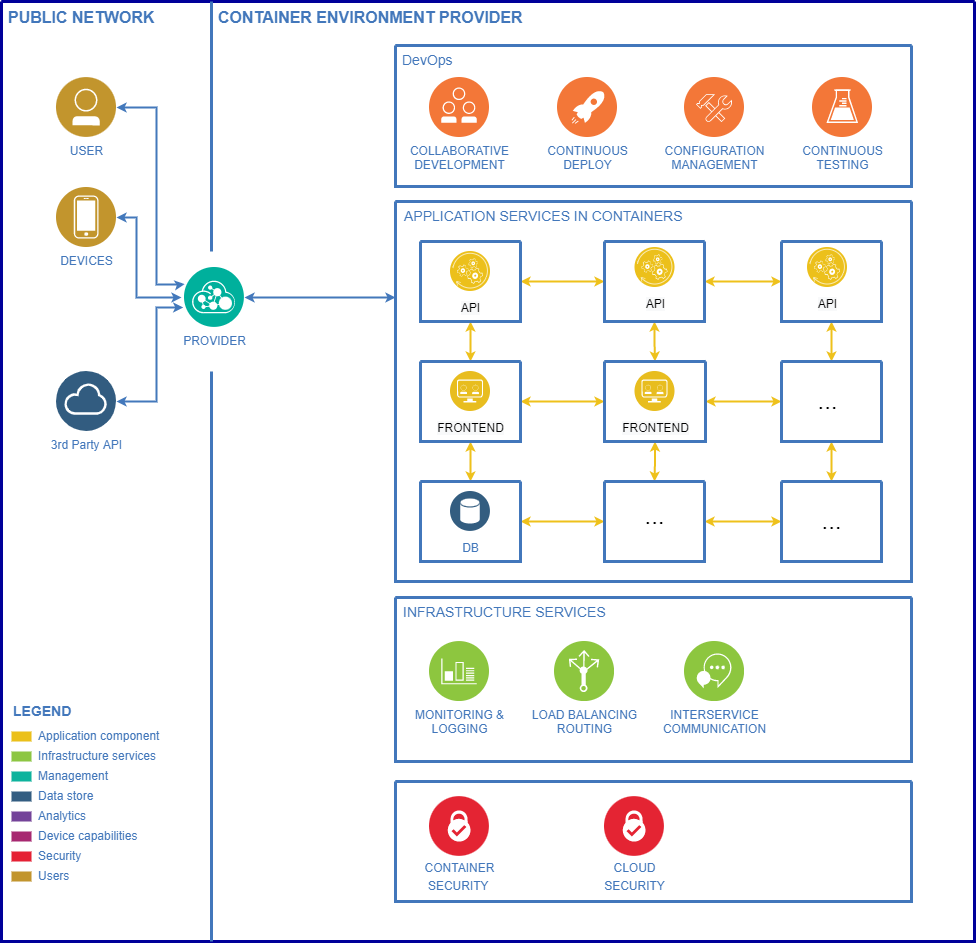 PUBLIC NETWORK
CONTAINER ENVIRONMENT PROVIDER
USER
DEVICES
PROVIDER
3rd Party API
DevOps
COLLABORATIVE
DEVELOPMENT
CONTINUOUS
DEPLOY
CONFIGURATION
MANAGEMENT
CONTINUOUS
TESTING
APPLICATION SERVICES IN CONTAINERS
API
API
API
FRONTEND
FRONTEND
...
DB
...
...
INFRASTRUCTURE SERVICES
MONITORING &
LOGGING
LOAD BALANCING
ROUTING
INTERSERVICE
COMMUNICATION
CONTAINER
SECURITY
CLOUD
SECURITY
LEGEND
Application component
Infrastructure services
Management
Data store
Analytics
Device capabilities
Security
Users